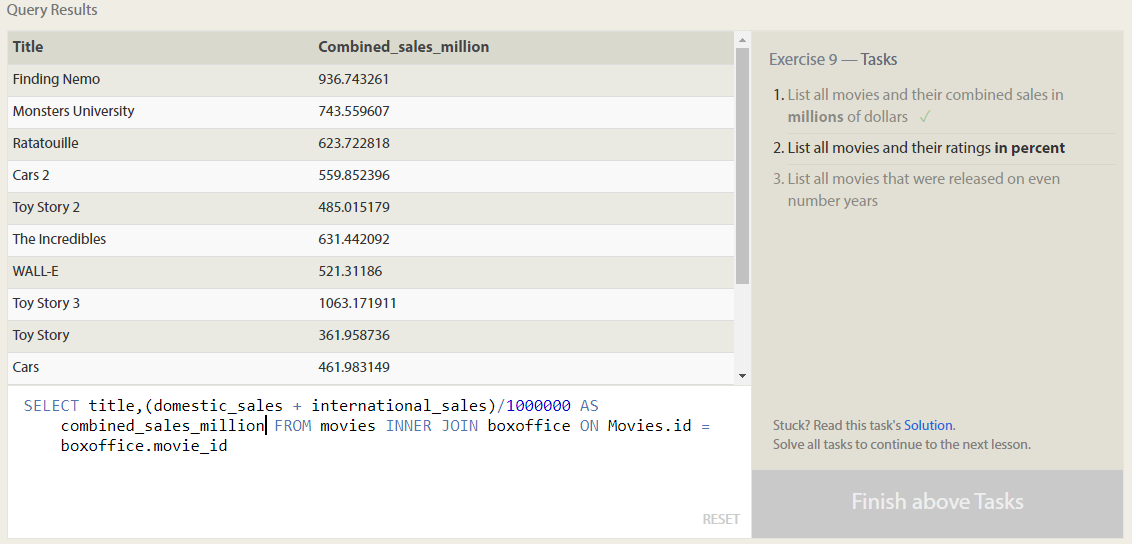 Query Results
Title Combined_sales_million
Finding Nemo 936.743261
Monsters University 743.559607
Ratatouille 623.722818
Cars 2 559.852396
Toy Story 2 485.015179
The Incredibles 631.442092
WALL-E 521.31186
Toy Story 3 1063.171911
Toy Story 361.958736
Cars 461.983149
SELECT title,(domestic_sales + international_sales)/1000000 AS
combined_sales_million FROM movies INNER JOIN boxoffice ON Movies.id =
boxoffice.movie_id
RESET
Exercise 9 — Tasks
1. List all movies and their combined sales in
millions of dollars ✓
2. List all movies and their ratings in percent
3. List all movies that were released on even
number years
Stuck? Read this task's Solution.
Solve all tasks to continue to the next lesson.
Finish above Tasks